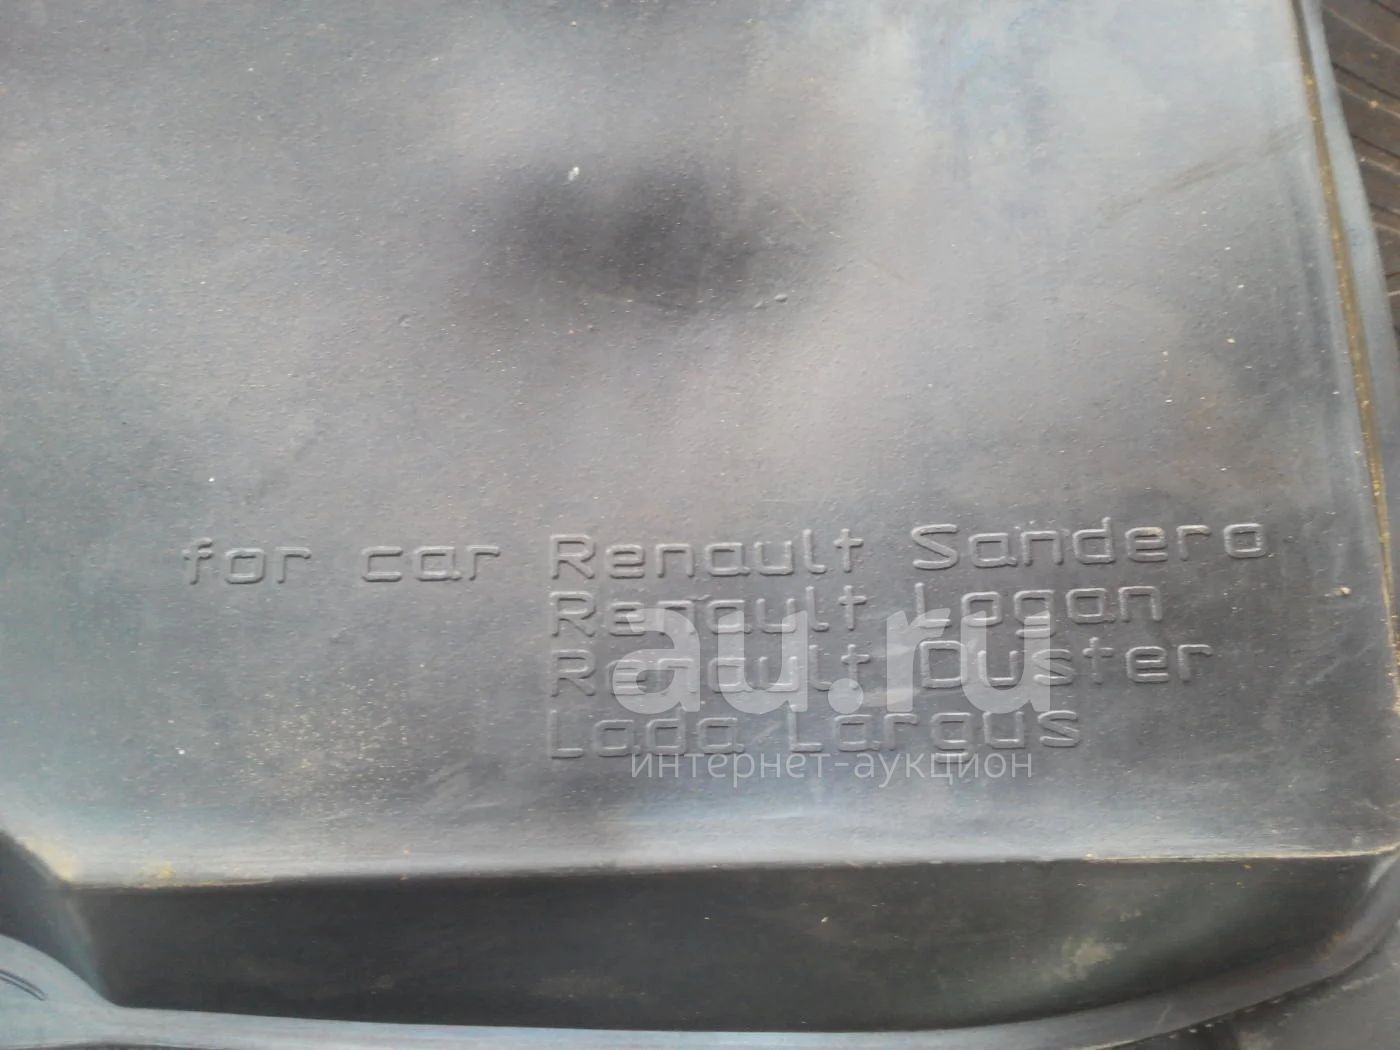 for car Renault Sandero
Renault Logan
Renault Duster
Lada Largus
au.ru
интернет-аукцион